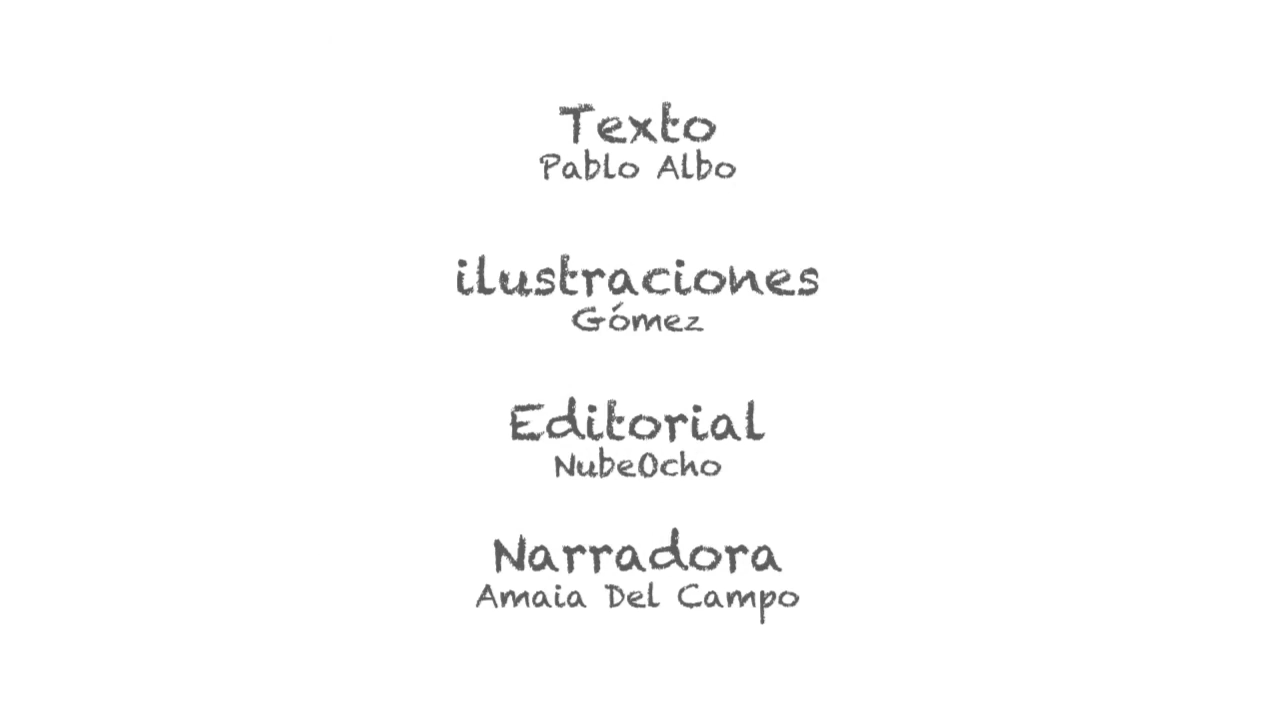 Texto
Pablo Albo
ilustraciones
Gómez
Editorial
NubeOcho
Narradora
Amaia Del Campo